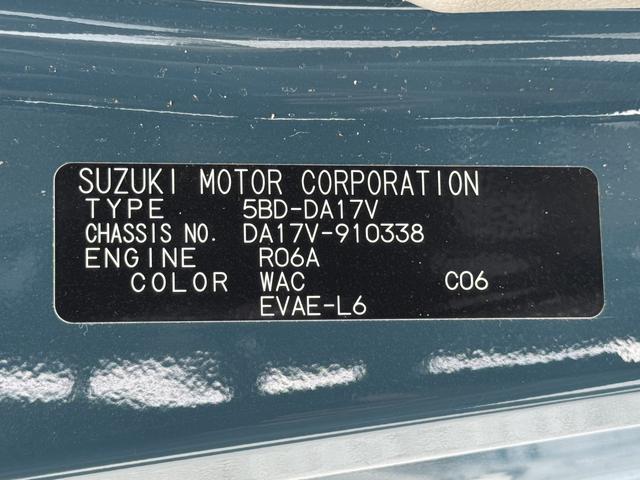 SUZUKI MOTOR CORPORATION
TYPE 5BD-DA17V
CHASSIS NO. DA17V-910338
ENGINE R06A
COLOR WAC C06
EVAE-L6